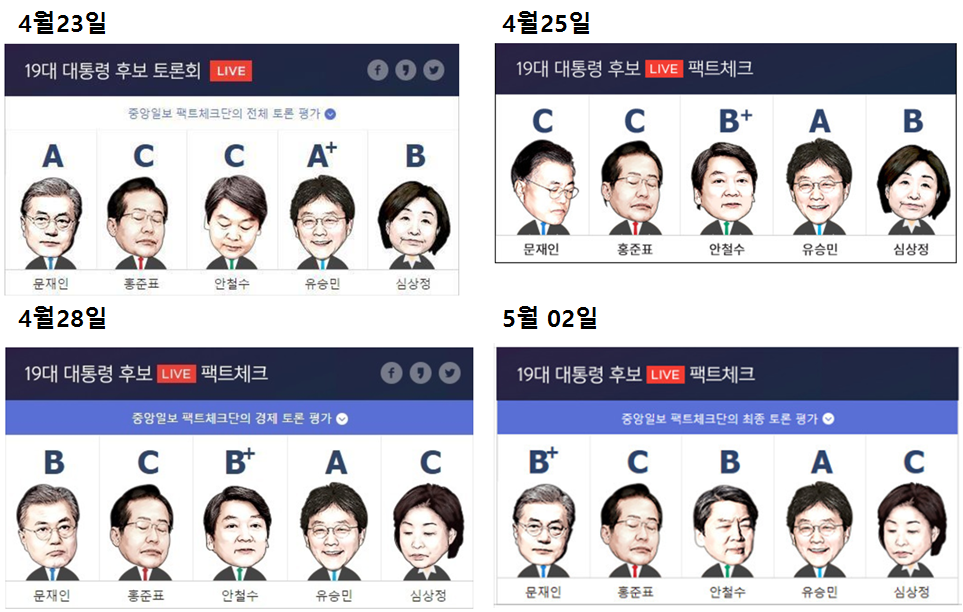 4월23일
19대 대통령 후보 토론회 LIVE
중앙일보 팩트체크단의 전체 토론 평가
A C C A+ B
문재인 홍준표 안철수 유승민 심상정
4월25일
19대 대통령 후보 LIVE 팩트체크
C C B+ A B
문재인 홍준표 안철수 유승민 심상정
4월28일
19대 대통령 후보 LIVE 팩트체크
중앙일보 팩트체크단의 경제 토론 평가
B C B+ A C
문재인 홍준표 안철수 유승민 심상정
5월 02일
19대 대통령 후보 LIVE 팩트체크
중앙일보 팩트체크단의 최종 토론 평가
B+ C B A C
문재인 홍준표 안철수 유승민 심상정